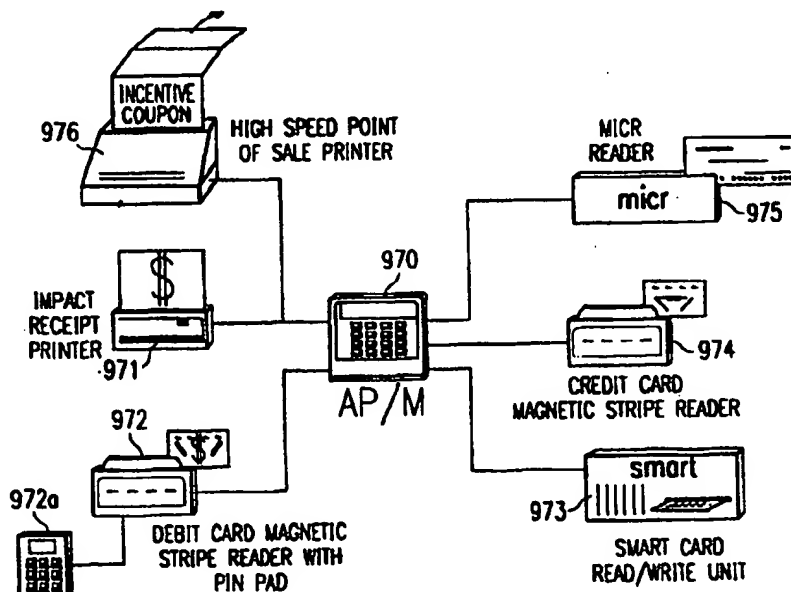 INCENTIVE
COUPON
976
HIGH SPEED POINT
OF SALE PRINTER
MICR
READER
micr
975
970
$
IMPACT
RECEIPT
PRINTER
971
AP/M
974
CREDIT CARD
MAGNETIC STRIPE READER
972
$
972a
DEBIT CARD MAGNETIC
STRIPE READER WITH
PIN PAD
smart
973
SMART CARD
READ/WRITE UNIT